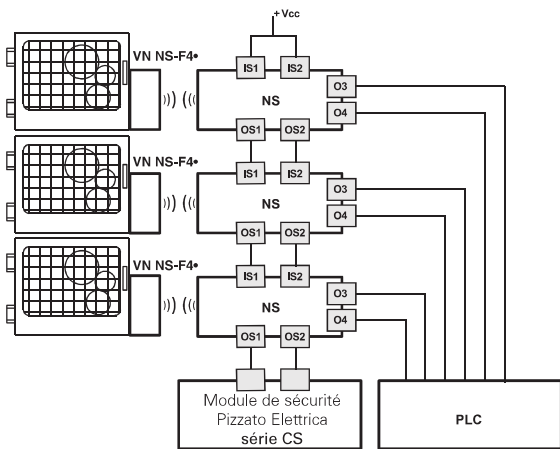 +Vcc
VN NS-F4•
IS1 IS2
NS
O3
O4
OS1 OS2
VN NS-F4•
IS1 IS2
NS
O3
O4
OS1 OS2
VN NS-F4•
IS1 IS2
NS
O3
O4
OS1 OS2
Module de sécurité
Pizzato Elettrica
série CS
PLC